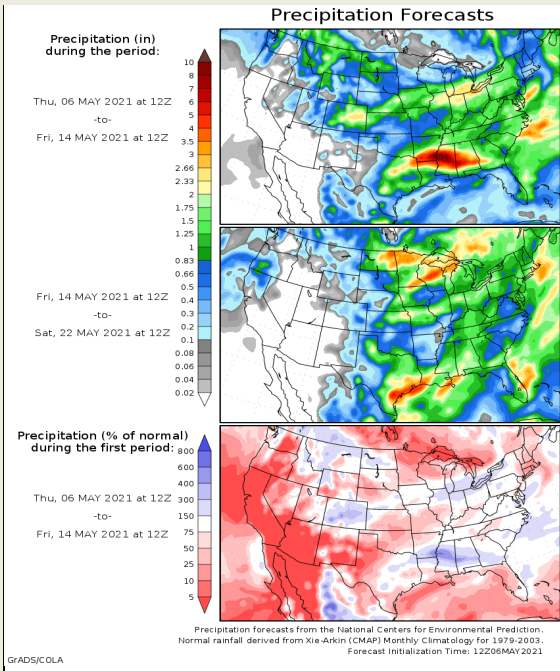 Precipitation Forecasts
Precipitation (in)
during the period:
Thu, 06 MAY 2021 at 12Z
-to-
Fri, 14 MAY 2021 at 12Z
10
8
7
6
5
4
3.5
3
2.66
2.33
2
1.75
1.5
1.25
1
0.83
0.66
0.5
0.4
0.3
0.2
0.1
0.08
0.06
0.04
0.02
Fri, 14 MAY 2021 at 12Z
-to-
Sat, 22 MAY 2021 at 12Z
Precipitation (% of normal)
during the first period:
Thu, 06 MAY 2021 at 12Z
-to-
Fri, 14 MAY 2021 at 12Z
800
600
400
300
150
75
50
25
10
5
Precipitation forecasts from the National Centers for Environmental Prediction.
Normal rainfall derived from Xie-Arkin (CMAP) Monthly Climatology for 1979-2003.
Forecast Initialization Time: 12Z06MAY2021
GrADS/COLA